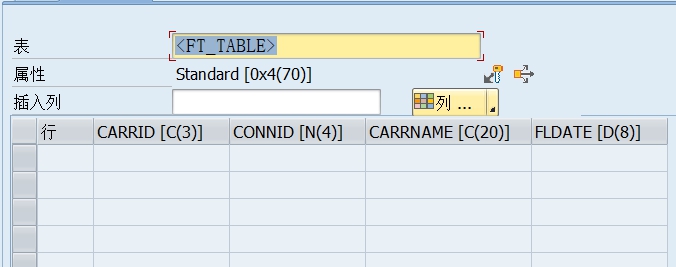 表 <FT_TABLE>
属性 Standard [0x4(70)]
插入列 列 ...
行 CARRID [C(3)] CONNID [N(4)] CARRNAME [C(20)] FLDATE [D(8)]